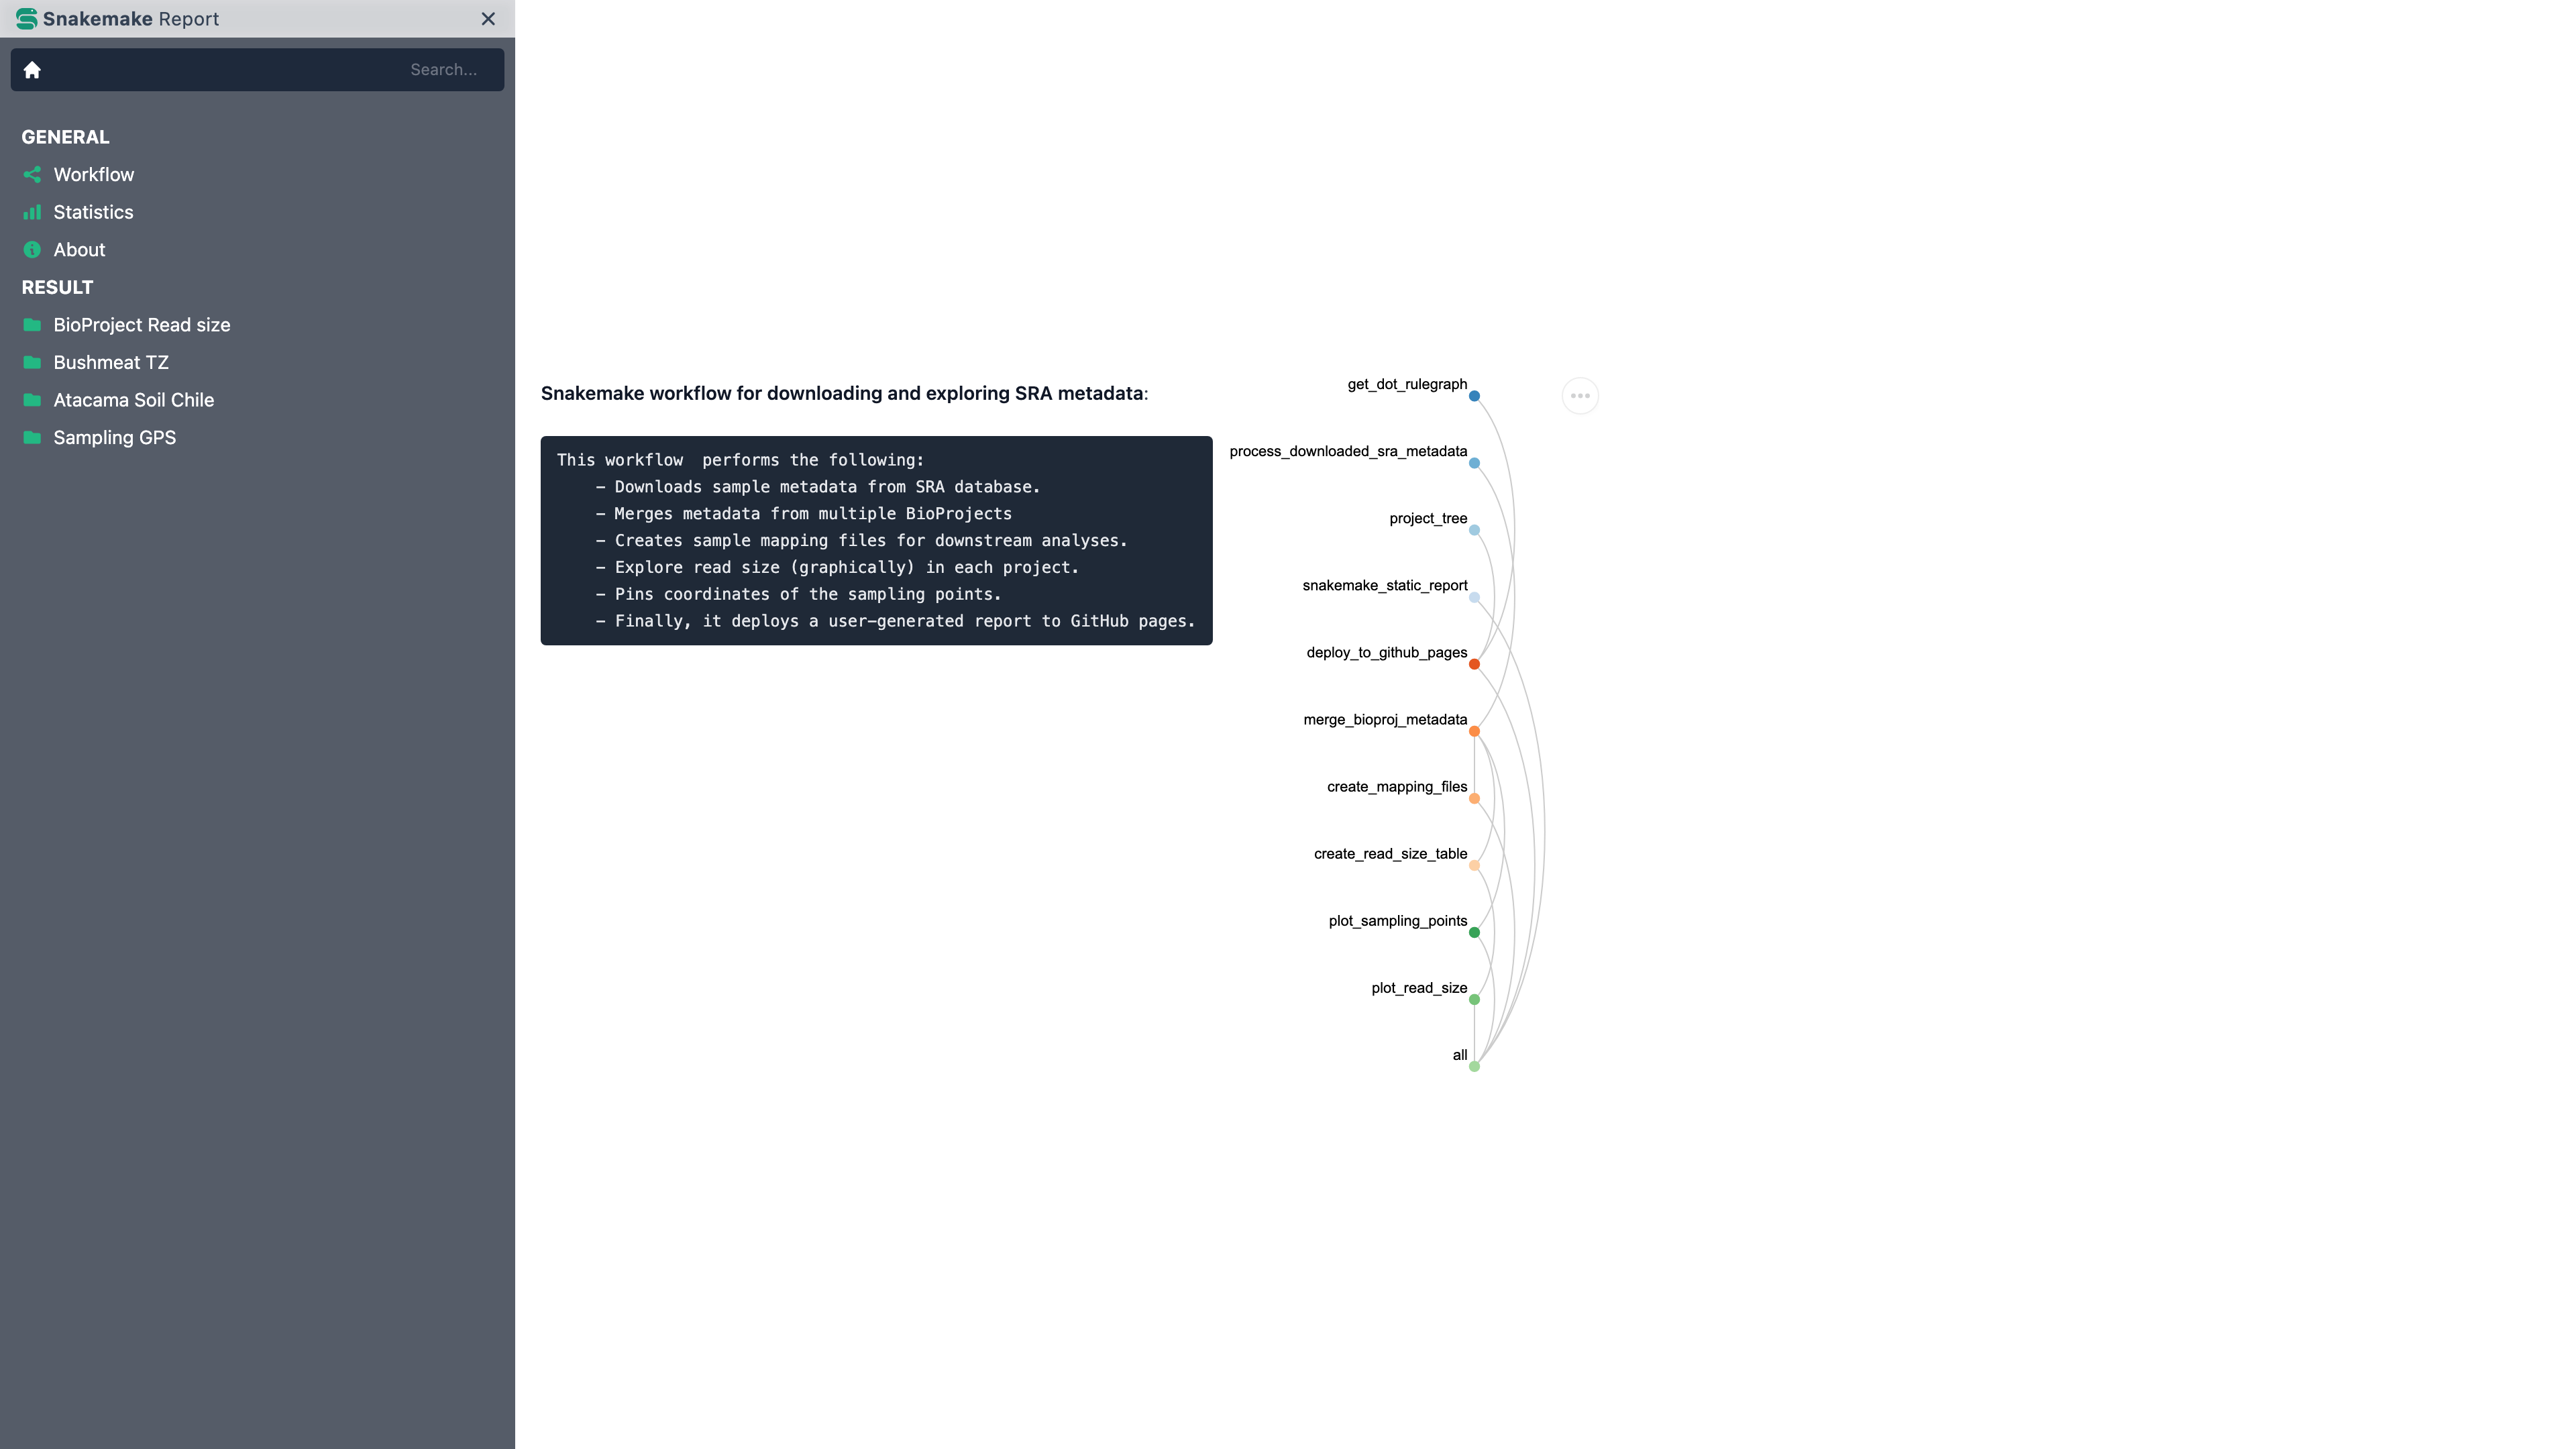 Snakemake Report
Search...
GENERAL
Workflow
Statistics
About
RESULT
BioProject Read size
Bushmeat TZ
Atacama Soil Chile
Sampling GPS
Snakemake workflow for downloading and exploring SRA metadata:
This workflow  performs the following:
    – Downloads sample metadata from SRA database.
    – Merges metadata from multiple BioProjects
    – Creates sample mapping files for downstream analyses.
    – Explore read size (graphically) in each project.
    – Pins coordinates of the sampling points.
    – Finally, it deploys a user-generated report to GitHub pages.
get_dot_rulegraph
process_downloaded_sra_metadata
project_tree
snakemake_static_report
deploy_to_github_pages
merge_bioproj_metadata
create_mapping_files
create_read_size_table
plot_sampling_points
plot_read_size
all